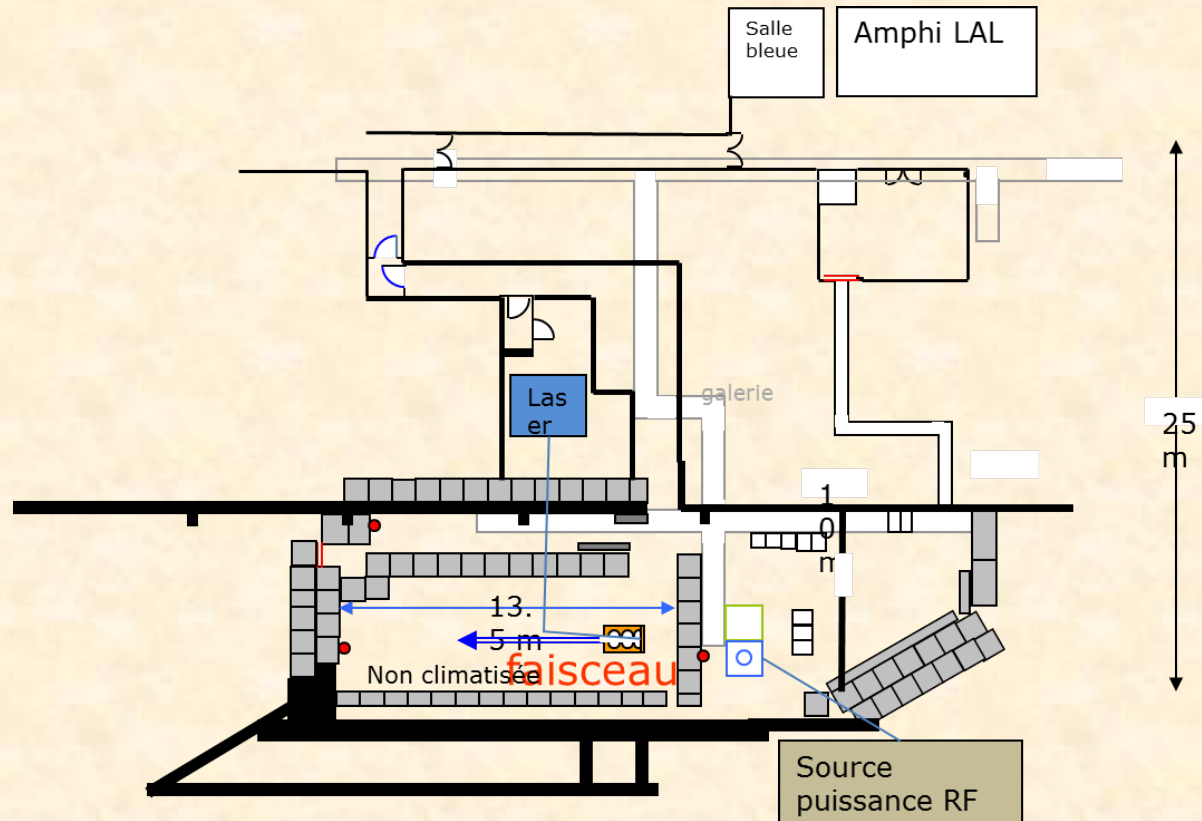 Salle
bleue
Amphi LAL
Las
er
galerie
25
m
1
0
m
13.
5 m
Non climatisée
faisceau
Source
puissance RF